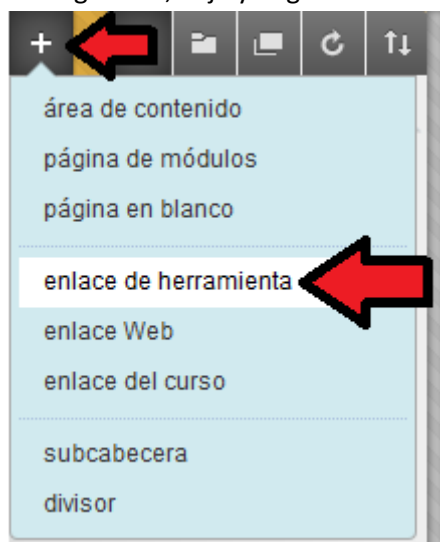 +
área de contenido
página de módulos
página en blanco
enlace de herramienta
enlace Web
enlace del curso
subcabecera
divisor